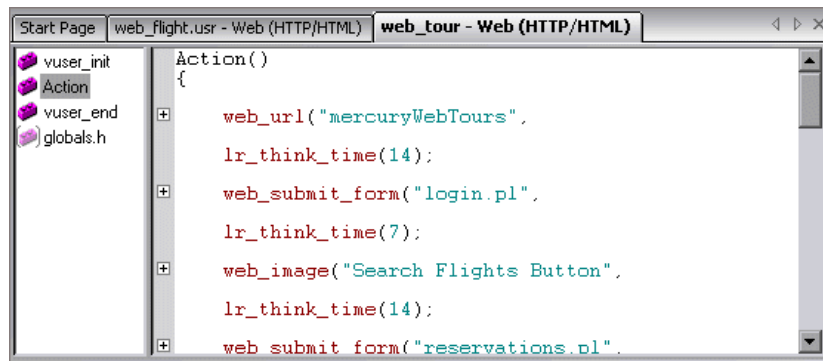 Start Page
web_flight.usr - Web (HTTP/HTML)
web_tour - Web (HTTP/HTML)
vuser_init
Action
vuser_end
globals.h
Action()
{
web_url("mercuryWebTours",
lr_think_time(14);
web_submit_form("login.pl",
lr_think_time(7);
web_image("Search Flights Button",
lr_think_time(14);
web_submit_form("reservations.pl",